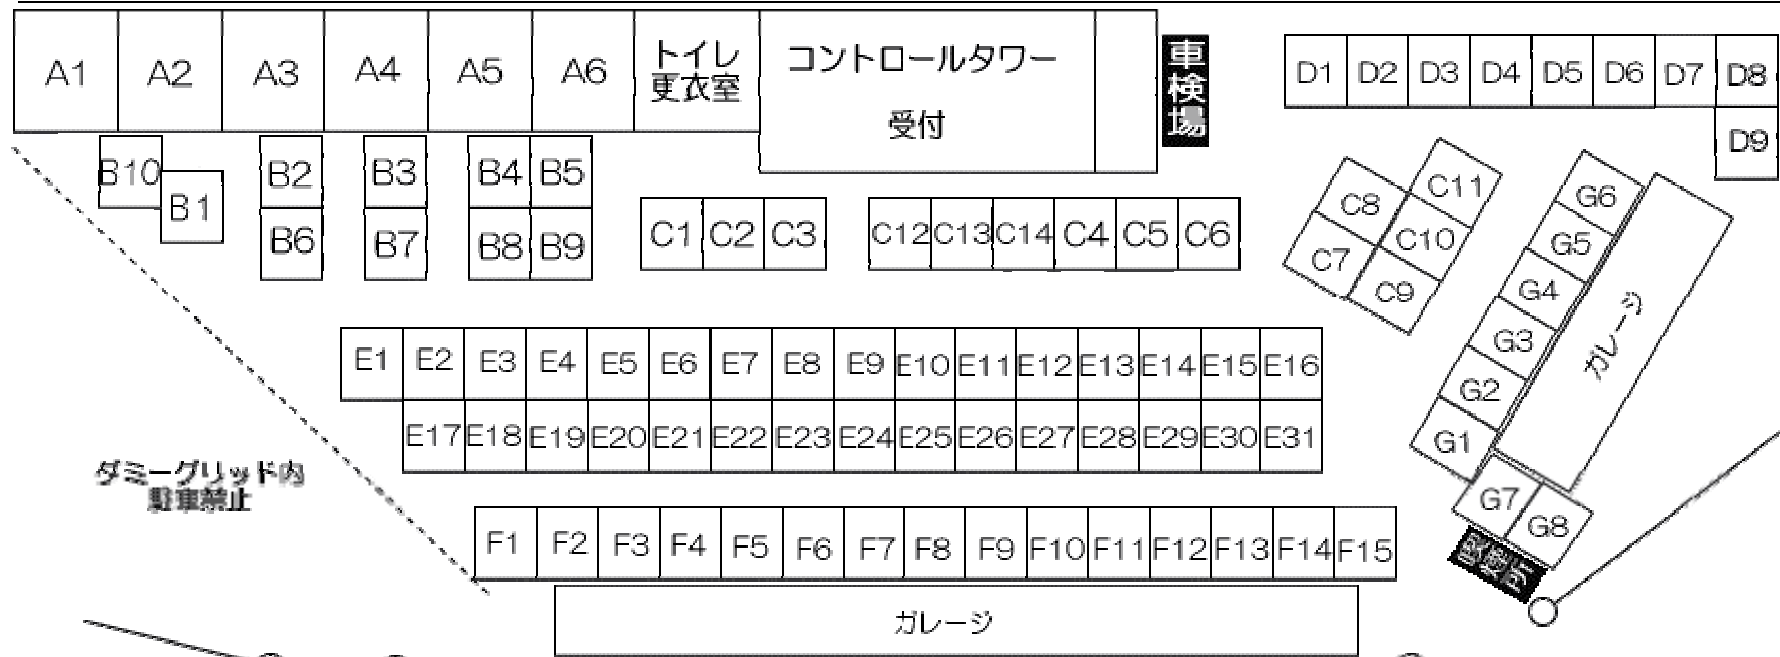 A1 A2 A3 A4 A5 A6
トイレ
更衣室
コントロールタワー
受付
車検場
D1 D2 D3 D4 D5 D6 D7 D8
D9
B10 B1 B2 B3 B4 B5
B6 B7 B8 B9
C1 C2 C3
C12 C13 C14 C4 C5 C6
C8 C11
C7 C10
C9
G6
G5
G4
G3
G2
G1
ガレージ
G7 G8
E1 E2 E3 E4 E5 E6 E7 E8 E9 E10 E11 E12 E13 E14 E15 E16
E17 E18 E19 E20 E21 E22 E23 E24 E25 E26 E27 E28 E29 E30 E31
ダミーグリッド内
駐車禁止
F1 F2 F3 F4 F5 F6 F7 F8 F9 F10 F11 F12 F13 F14 F15
ガレージ